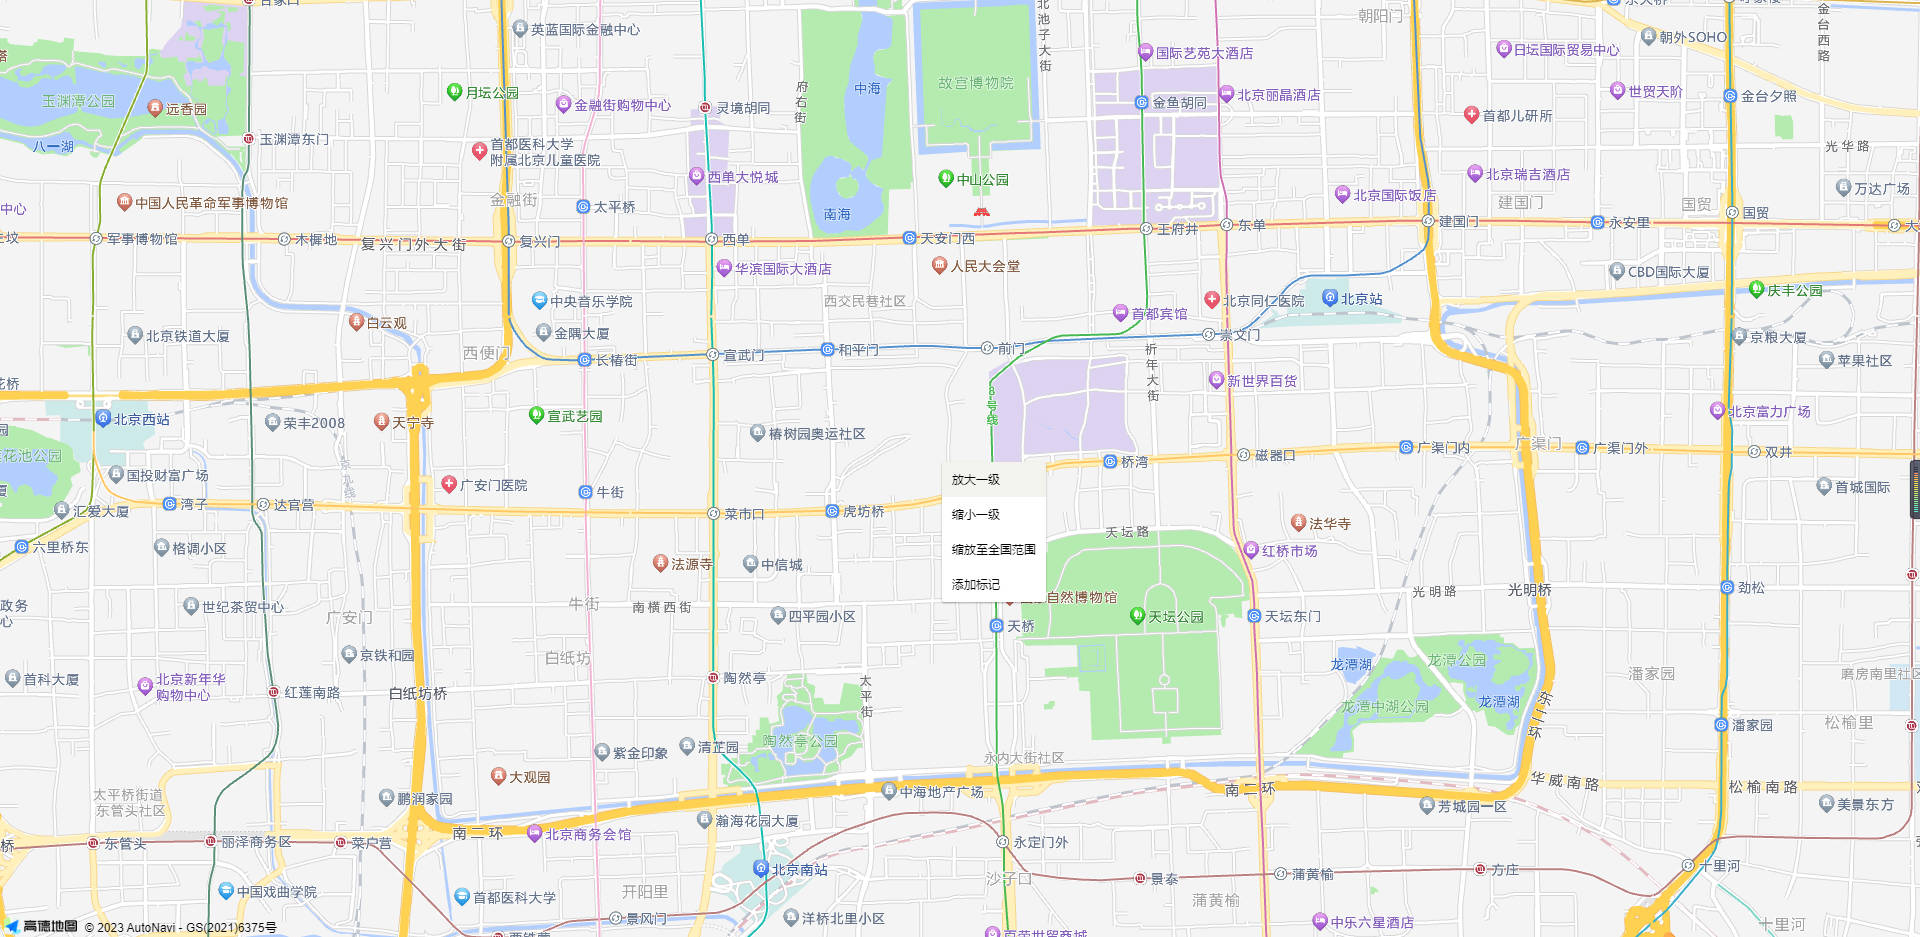 古家口
英蓝国际金融中心
北池子大街
朝阳门
朝外SOHO
金台西路
国际艺苑大酒店
日坛国际贸易中心
玉渊潭公园
远香园
月坛公园
金融街购物中心
府右街
中海
故宫博物院
金鱼胡同
北京丽晶酒店
世贸天阶
金台夕照
灵境胡同
首都儿研所
八一湖
玉渊潭东门
首都医科大学
附属北京儿童医院
光华路
西单大悦城
中山公园
北京瑞吉酒店
万达广场
中国人民革命军事博物馆
金融街
太平桥
南海
北京国际饭店
建国门
国贸
国贸
中心
军事博物馆
木樨地
复兴门外大街
复兴门
西单
天安门西
王府井
东单
建国门
永安里
华滨国际大酒店
人民大会堂
CBD国际大厦
中央音乐学院
西交民巷社区
首都宾馆
北京同仁医院
北京站
庆丰公园
白云观
金隅大厦
北京铁道大厦
西便门
长椿街
宣武门
和平门
前门
崇文门
祈年大街
京粮大厦
苹果社区
花桥
新世界百货
8号线
北京西站
荣丰2008
天宁寺
宣武艺园
椿树园奥运社区
北京富力广场
莲花池公园
国投财富广场
广安门医院
牛街
桥湾
磁器口
广渠门内
广渠门
广渠门外
双井
放大一级
缩小一级
缩放至全国范围
添加标记
汇爱大厦
湾子
达官营
菜市口
虎坊桥
首城国际
六里桥东
格调小区
法源寺
中信城
天坛路
法华寺
红桥市场
世纪茶贸中心
广安门
牛街
南横西街
四平园小区
自然博物馆
天桥
天坛公园
天坛东门
光明路
光明桥
劲松
政务
心
京铁和园
白纸坊
龙潭湖
龙潭公园
潘家园
磨房南里社区
首科大厦
北京新年华
购物中心
红莲南路
白纸坊桥
陶然亭
太平街
龙潭中湖公园
龙潭湖
东二环
潘家园
松榆里
紫金印象
清芷园
陶然亭公园
永内大街社区
大观园
太平桥街道
东管头社区
鹏润家园
中海地产广场
南二环
华威南路
松榆南路
芳城园一区
美景东方
南二环
北京商务会馆
瀚海花园大厦
桥
东管头
丽泽商务区
菜户营
永定门外
北京南站
沙子口
景泰
蒲黄榆
方庄
十里河
中国戏曲学院
首都医科大学
开阳里
景风门
洋桥北里小区
蒲黄榆
中乐六星酒店
十里河
高德地图 © 2023 AutoNavi - GS(2021)6375号